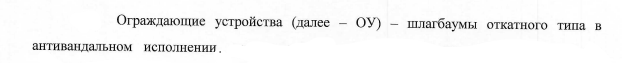 Ограждающие устройства (далее – ОУ) – шлагбаумы откатного типа в
антивандальном исполнении.